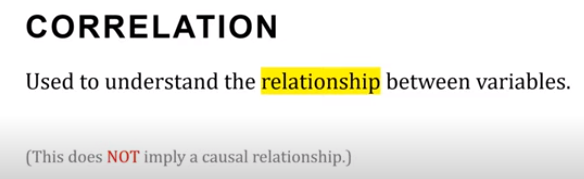 CORRELATION
Used to understand the relationship between variables.
(This does NOT imply a causal relationship.)